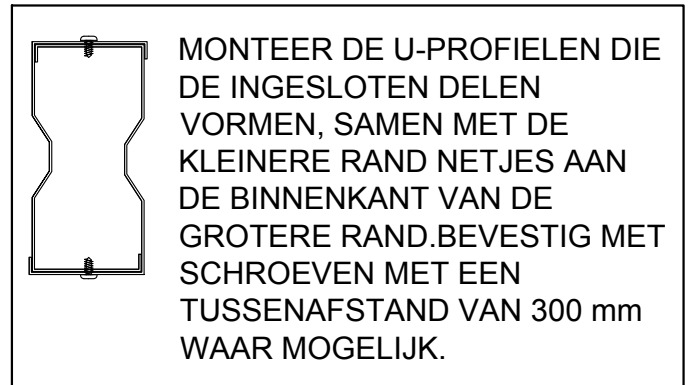 MONTEER DE U-PROFIELEN DIE
DE INGESLOTEN DELEN
VORMEN, SAMEN MET DE
KLEINERE RAND NETJES AAN
DE BINNENKANT VAN DE
GROTERE RAND.BEVESTIG MET
SCHROEVEN MET EEN
TUSSENAFSTAND VAN 300 mm
WAAR MOGELIJK.